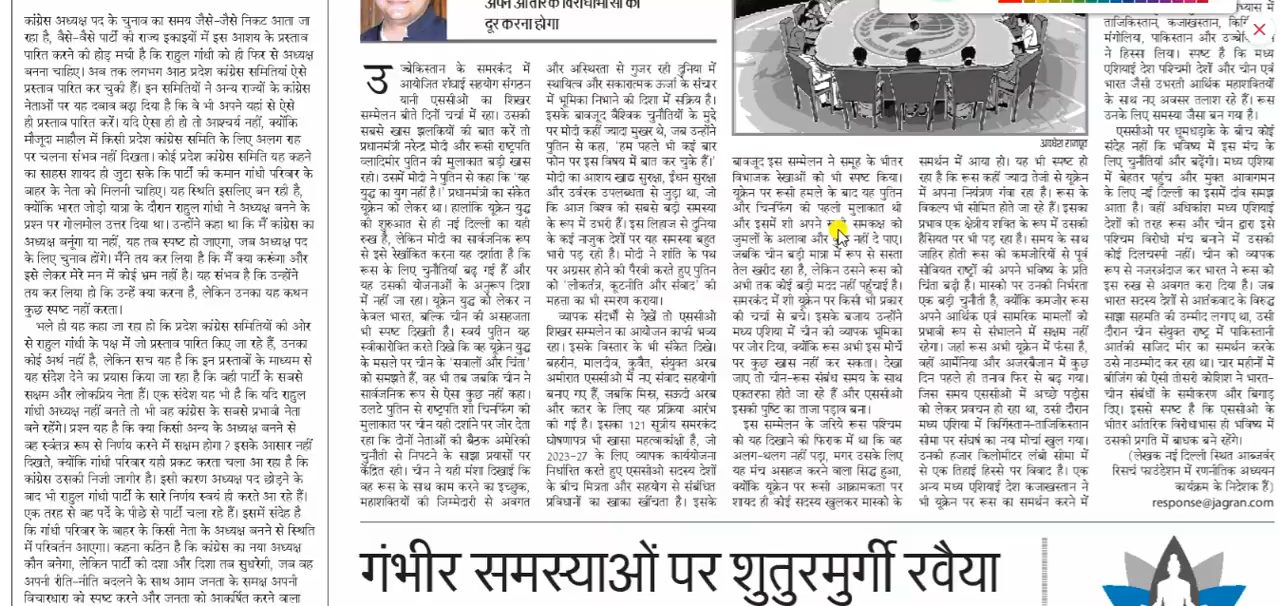 कांग्रेस अध्यक्ष पद के चुनाव का समय जैसे-जैसे निकट आता जा
रहा है, वैसे-वैसे पार्टी की राज्य इकाइयों में इस आशय के प्रस्ताव
पारित करने की होड़ मची है कि राहुल गांधी को ही फिर से अध्यक्ष
बनना चाहिए। अब तक लगभग आठ प्रदेश कांग्रेस समितियां ऐसे
प्रस्ताव पारित कर चुकी हैं। इन समितियों ने अन्य राज्यों के कांग्रेस
नेताओं पर यह दबाव बढ़ा दिया है कि वे भी अपने यहां से ऐसे
ही प्रस्ताव पारित करें। यदि ऐसा ही हो तो आश्चर्य नहीं, क्योंकि
मौजूदा माहौल में किसी प्रदेश कांग्रेस समिति के लिए अलग राह
पर चलना संभव नहीं दिखता। कोई प्रदेश कांग्रेस समिति यह कहने
का साहस शायद ही जुटा सके कि पार्टी की कमान गांधी परिवार के
बाहर के नेता को मिलनी चाहिए। यह स्थिति इसलिए बन रही है,
क्योंकि भारत जोड़ो यात्रा के दौरान राहुल गांधी ने अध्यक्ष बनने के
प्रश्न पर गोलमोल उत्तर दिया था। उन्होंने कहा था कि मैं कांग्रेस का
अध्यक्ष बनूंगा या नहीं, यह तब स्पष्ट हो जाएगा, जब अध्यक्ष पद
के लिए चुनाव होंगे। मैंने तय कर लिया है कि मैं क्या करूंगा और
इसे लेकर मेरे मन में कोई भ्रम नहीं है। यह संभव है कि उन्होंने
तय कर लिया हो कि उन्हें क्या करना है, लेकिन उनका यह कथन
कुछ स्पष्ट नहीं करता।
भले ही यह कहा जा रहा हो कि प्रदेश कांग्रेस समितियों की ओर
से राहुल गांधी के पक्ष में जो प्रस्ताव पारित किए जा रहे हैं, उनका
कोई अर्थ नहीं है, लेकिन सच यह है कि इन प्रस्तावों के माध्यम से
यह संदेश देने का प्रयास किया जा रहा है कि वही पार्टी के सबसे
सक्षम और लोकप्रिय नेता हैं। एक संदेश यह भी है कि यदि राहुल
गांधी अध्यक्ष नहीं बनते तो भी वह कांग्रेस के सबसे प्रभावी नेता
बने रहेंगे। प्रश्न यह है कि क्या किसी अन्य के अध्यक्ष बनने से
वह स्वतंत्र रूप से निर्णय करने में सक्षम होगा? इसके आसार नहीं
दिखते, क्योंकि गांधी परिवार यही प्रकट करता चला आ रहा है कि
कांग्रेस उसकी निजी जागीर है। इसी कारण अध्यक्ष पद छोड़ने के
बाद भी राहुल गांधी पार्टी के सारे निर्णय स्वयं ही करते आ रहे हैं।
एक तरह से वह पर्दे के पीछे से पार्टी चला रहे हैं। इसमें संदेह है
कि गांधी परिवार के बाहर के किसी नेता के अध्यक्ष बनने से स्थिति
में परिवर्तन आएगा। कहना कठिन है कि कांग्रेस का नया अध्यक्ष
कौन बनेगा, लेकिन पार्टी की दशा और दिशा तब सुधरेगी, जब वह
अपनी रीति-नीति बदलने के साथ आम जनता के समक्ष अपनी
विचारधारा को स्पष्ट करने और जनता को आकर्षित करने वाला
दूर करना होगा
उज्बेकिस्तान के समरकंद में
आयोजित शंघाई सहयोग संगठन
यानी एससीओ का शिखर
सम्मेलन बीते दिनों चर्चा में रहा। उसकी
सबसे खास झलकियों की बात करें तो
प्रधानमंत्री नरेन्द्र मोदी और रूसी राष्ट्रपति
व्लादिमीर पुतिन की मुलाकात बड़ी खास
रही। उसमें मोदी ने पुतिन से कहा कि 'यह
युद्ध का युग नहीं है।' प्रधानमंत्री का संकेत
यूक्रेन को लेकर था। हालांकि यूक्रेन युद्ध
की शुरुआत से ही नई दिल्ली का यही
रुख है, लेकिन मोदी का सार्वजनिक रूप
से इसे रेखांकित करना यह दर्शाता है कि
रूस के लिए चुनौतियां बढ़ गई हैं और
यह उसकी योजनाओं के अनुरूप दिशा
में नहीं जा रहा। यूक्रेन युद्ध को लेकर न
केवल भारत, बल्कि चीन की असहजता
भी स्पष्ट दिखती है। स्वयं पुतिन यह
स्वीकारोक्ति करते दिखे कि वह यूक्रेन युद्ध
के मसले पर चीन के 'सवालों और चिंता'
को समझते हैं, वह भी तब जबकि चीन ने
सार्वजनिक रूप से ऐसा कुछ नहीं कहा।
उलटे पुतिन से राष्ट्रपति शी चिनफिंग की
मुलाकात पर चीन यही दर्शाने पर जोर देता
रहा कि दोनों नेताओं की बैठक अमेरिकी
चुनौती से निपटने के साझा प्रयासों पर
केंद्रित रही। चीन ने यही मंशा दिखाई कि
वह रूस के साथ काम करने का इच्छुक,
महाशक्तियों की जिम्मेदारी से अवगत
और अस्थिरता से गुजर रही दुनिया में
स्थायित्व और सकारात्मक ऊर्जा के संचार
में भूमिका निभाने की दिशा में सक्रिय है।
इसके बावजूद वैश्विक चुनौतियों के मुद्दे
पर मोदी कहीं ज्यादा मुखर थे, जब उन्होंने
पुतिन से कहा, 'हम पहले भी कई बार
फोन पर इस विषय में बात कर चुके हैं।'
मोदी का आशय खाद्य सुरक्षा, ईंधन सुरक्षा
और उर्वरक उपलब्धता से जुड़ा था, जो
कि आज विश्व की सबसे बड़ी समस्या
के रूप में उभरी हैं। इस लिहाज से दुनिया
के कई नाजुक देशों पर यह समस्या बहुत
भारी पड़ रही है। मोदी ने शांति के पथ
पर अग्रसर होने की पैरवी करते हुए पुतिन
को 'लोकतंत्र, कूटनीति और संवाद' की
महत्ता का भी स्मरण कराया।
व्यापक संदर्भों से देखें तो एससीओ
शिखर सम्मलेन का आयोजन काफी भव्य
रहा। इसके विस्तार के भी संकेत दिखे।
बहरीन, मालदीव, कुवैत, संयुक्त अरब
अमीरात एससीओ में नए संवाद सहयोगी
बनाए गए हैं, जबकि मिस्र, सऊदी अरब
और कतर के लिए यह प्रक्रिया आरंभ
की गई है। इसका 121 सूत्रीय समरकंद
घोषणापत्र भी खासा महत्वाकांक्षी है, जो
2023-27 के लिए व्यापक कार्ययोजना
निर्धारित करते हुए एससीओ सदस्य देशों
के बीच मित्रता और सहयोग से संबंधित
प्रविधानों का खाका खींचता है। इसके
अवधेश राजपूत
बावजूद इस सम्मेलन ने समूह के भीतर
विभाजक रेखाओं को भी स्पष्ट किया।
यूक्रेन पर रूसी हमले के बाद यह पुतिन
और चिनफिंग की पहली मुलाकात थी
और इसमें शी अपने समकक्ष को
जुमलों के अलावा और नहीं दे पाए।
जबकि चीन बड़ी मात्रा में रूप से सस्ता
तेल खरीद रहा है, लेकिन उसने रूस को
अभी तक कोई बड़ी मदद नहीं पहुंचाई है।
समरकंद में शी यूक्रेन पर किसी भी प्रकार
की चर्चा से बचे। इसके बजाय उन्होंने
मध्य एशिया में चीन की व्यापक भूमिका
पर जोर दिया, क्योंकि रूस अभी इस मोर्चे
पर कुछ खास नहीं कर सकता। देखा
जाए तो चीन-रूस संबंध समय के साथ
एकतरफा होते जा रहे हैं और एससीओ
इसकी पुष्टि का ताजा पड़ाव बना।
इस सम्मेलन के जरिये रूस पश्चिम
को यह दिखाने की फिराक में था कि वह
अलग-थलग नहीं पड़ा, मगर उसके लिए
यह मंच असहज करने वाला सिद्ध हुआ,
क्योंकि यूक्रेन पर रूसी आक्रामकता पर
शायद ही कोई सदस्य खुलकर मास्को के
समर्थन में आया हो। यह भी स्पष्ट हो
रहा है कि रूस कहीं ज्यादा तेजी से यूक्रेन
में अपना नियंत्रण गंवा रहा है। रूस के
विकल्प भी सीमित होते जा रहे हैं। इसका
प्रभाव एक क्षेत्रीय शक्ति के रूप में उसकी
हैसियत पर भी पड़ रहा है। समय के साथ
जाहिर होती रूस की कमजोरियों से पूर्व
सोवियत राष्ट्रों की अपने भविष्य के प्रति
चिंता बढ़ी है। मास्को पर उनकी निर्भरता
एक बड़ी चुनौती है, क्योंकि कमजोर रूस
अपने आर्थिक एवं सामरिक मामलों को
प्रभावी रूप से संभालने में सक्षम नहीं
रहेगा। जहां रूस अभी यूक्रेन में फंसा है,
वहीं आर्मेनिया और अजरबैजान में कुछ
दिन पहले ही तनाव फिर से बढ़ गया।
जिस समय एससीओ में अच्छे पड़ोस
को लेकर प्रवचन हो रहा था, उसी दौरान
मध्य एशिया में किर्गिस्तान-ताजिकिस्तान
सीमा पर संघर्ष का नया मोर्चा खुल गया।
उनकी हजार किलोमीटर लंबी सीमा में
से एक तिहाई हिस्से पर विवाद है। एक
अन्य मध्य एशियाई देश कजाखस्तान ने
भी यूक्रेन पर रूस का समर्थन करने में
ताजिकिस्तान, कजाखस्तान,
मंगोलिया, पाकिस्तान और
ने हिस्सा लिया। स्पष्ट है कि मध्य
एशियाई देश पश्चिमी देशों और चीन एवं
भारत जैसी उभरती आर्थिक महाशक्तियों
के साथ नए अवसर तलाश रहे हैं। रूस
उनके लिए समस्या जैसा बन गया है।
एससीओ पर धूमधड़ाके के बीच कोई
संदेह नहीं कि भविष्य में इस मंच के
लिए चुनौतियां और बढ़ेंगी। मध्य एशिया
में बेहतर पहुंच और मुक्त आवागमन
के लिए नई दिल्ली का इसमें दांव समझ
आता है। वहीं अधिकांश मध्य एशियाई
देशों की तरह रूस और चीन द्वारा इसे
पश्चिम विरोधी मंच बनाने में उसकी
कोई दिलचस्पी नहीं। चीन को व्यापक
रूप से नजरअंदाज कर भारत ने रूस को
इस रुख से अवगत करा दिया है। जब
भारत सदस्य देशों से आतंकवाद के विरुद्ध
साझा सहमति की उम्मीद लगाए था, उसी
दौरान चीन संयुक्त राष्ट्र में पाकिस्तानी
आतंकी साजिद मीर का समर्थन करके
उसे नाउम्मीद कर रहा था। चार महीनों में
बीजिंग की ऐसी तीसरी कोशिश ने भारत-
चीन संबंधों के समीकरण और बिगाड़
दिए। इससे स्पष्ट है कि एससीओ के
भीतर आंतरिक विरोधाभास ही भविष्य में
उसकी प्रगति में बाधक बने रहेंगे।
(लेखक नई दिल्ली स्थित आब्जर्वर
रिसर्च फाउंडेशन में रणनीतिक अध्ययन
कार्यक्रम के निदेशक हैं)
response@jagran.com
गंभीर समस्याओं पर शुतुरमुर्गी रवैया